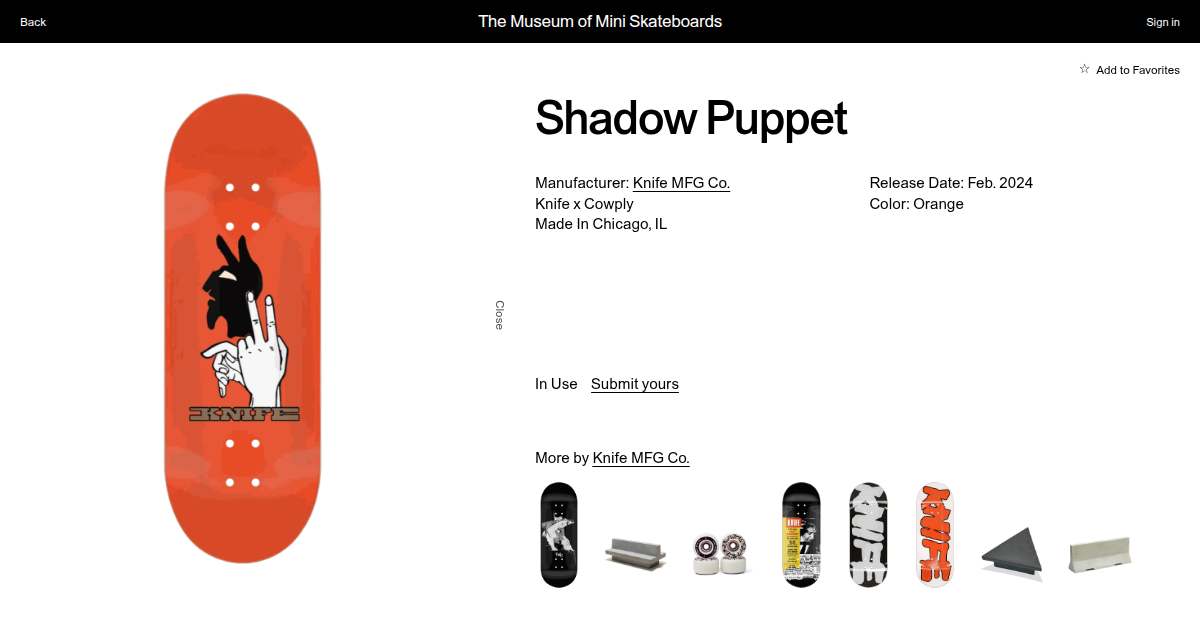 Back
The Museum of Mini Skateboards
Sign in
☆ Add to Favorites
Shadow Puppet
Manufacturer: Knife MFG Co.
Knife x Cowply
Made In Chicago, IL
Release Date: Feb. 2024
Color: Orange
KNIFE
Close
In Use Submit yours
More by Knife MFG Co.
KNIFE
KNIFE